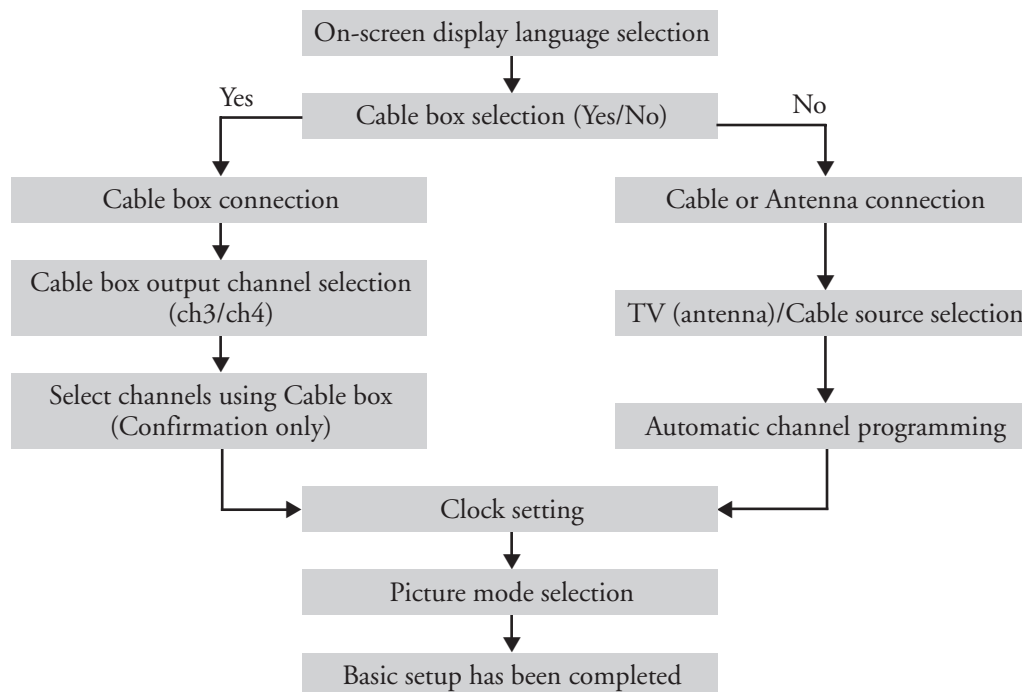 On-screen display language selection
Yes
Cable box selection (Yes/No)
No
Cable box connection
Cable or Antenna connection
Cable box output channel selection
(ch3/ch4)
TV (antenna)/Cable source selection
Select channels using Cable box
(Confirmation only)
Automatic channel programming
Clock setting
Picture mode selection
Basic setup has been completed